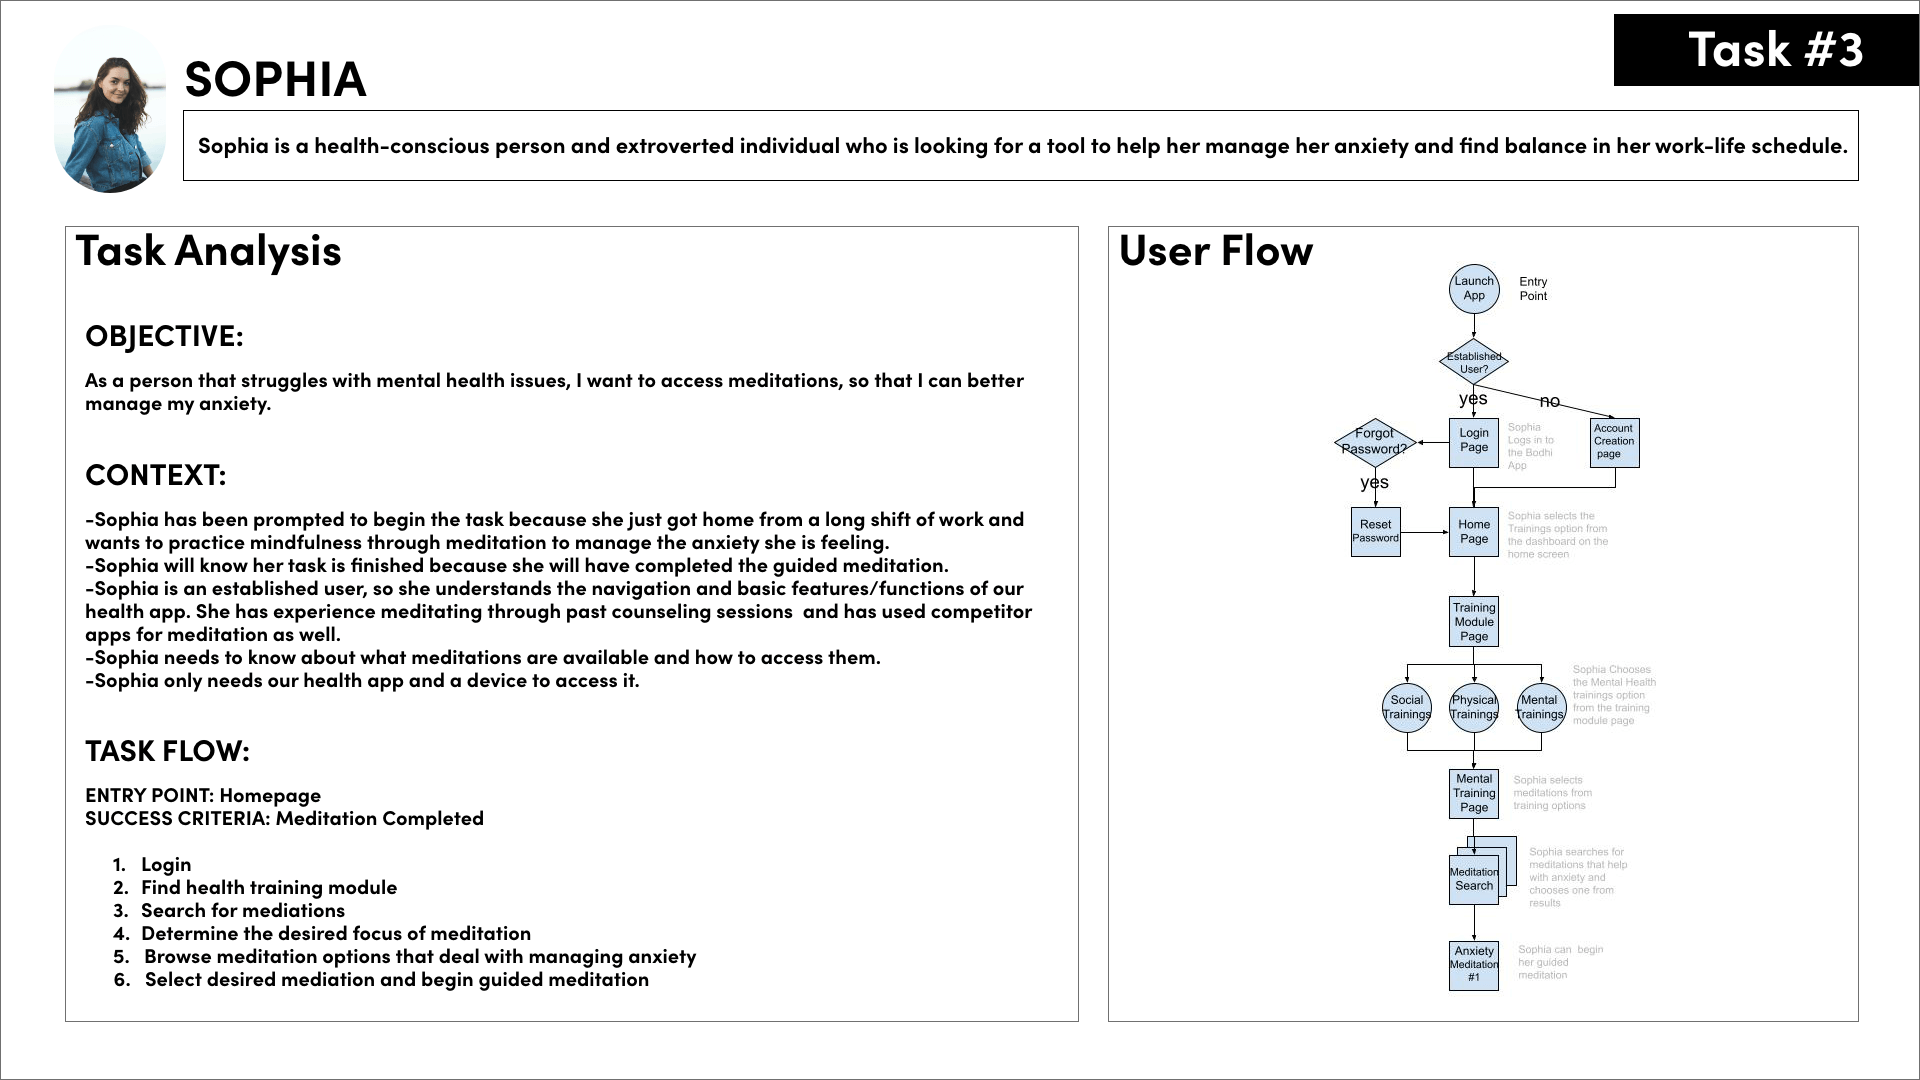 Task #3
SOPHIA
Sophia is a health-conscious person and extroverted individual who is looking for a tool to help her manage her anxiety and find balance in her work-life schedule.
Task Analysis
OBJECTIVE:
As a person that struggles with mental health issues, I want to access meditations, so that I can better
manage my anxiety.
CONTEXT:
-Sophia has been prompted to begin the task because she just got home from a long shift of work and
wants to practice mindfulness through meditation to manage the anxiety she is feeling.
-Sophia will know her task is finished because she will have completed the guided meditation.
-Sophia is an established user, so she understands the navigation and basic features/functions of our
health app. She has experience meditating through past counseling sessions  and has used competitor
apps for meditation as well.
-Sophia needs to know about what meditations are available and how to access them.
-Sophia only needs our health app and a device to access it.
TASK FLOW:
ENTRY POINT: Homepage
SUCCESS CRITERIA: Meditation Completed
1. Login
2. Find health training module
3. Search for mediations
4. Determine the desired focus of meditation
5. Browse meditation options that deal with managing anxiety
6. Select desired mediation and begin guided meditation
User Flow
Launch
App
Entry
Point
Established
User?
yes
no
Forgot
Password?
Login
Page
Sophia
Logs in to
the Bodhi
App
Account
Creation
page
yes
Reset
Password
Home
Page
Sophia selects the
Trainings option from
the dashboard on the
home screen
Training
Module
Page
Social
Trainings
Physical
Trainings
Mental
Trainings
Sophia Chooses
the Mental Health
trainings option
from the training
module page
Mental
Training
Page
Sophia selects
meditations from
training options
Meditation
Search
Sophia searches for
meditations that help
with anxiety and
chooses one from
results
Anxiety
Meditation
#1
Sophia can  begin
her guided
meditation